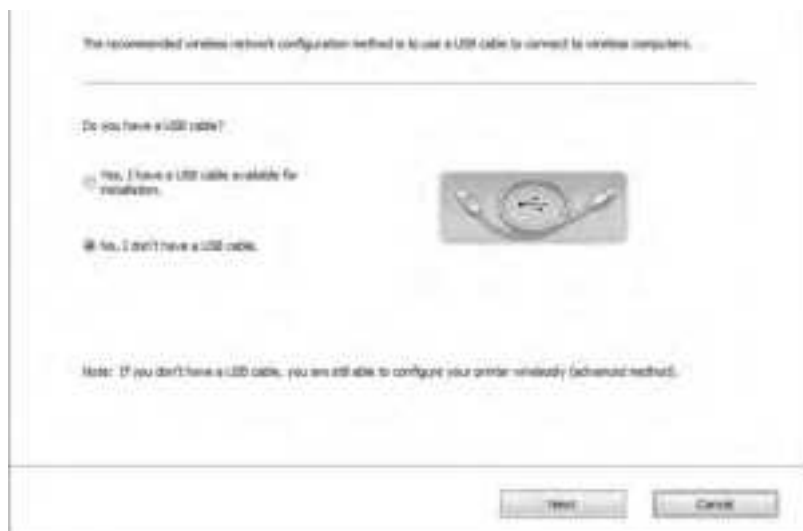 The recommended wireless network configuration method is to use a USB cable to connect to wireless computers.
Do you have a USB cable?
Yes, I have a USB cable available for
installation.
No, I don't have a USB cable.
Note: If you don't have a USB cable, you are still able to configure your printer wirelessly (advanced method).
Next
Cancel